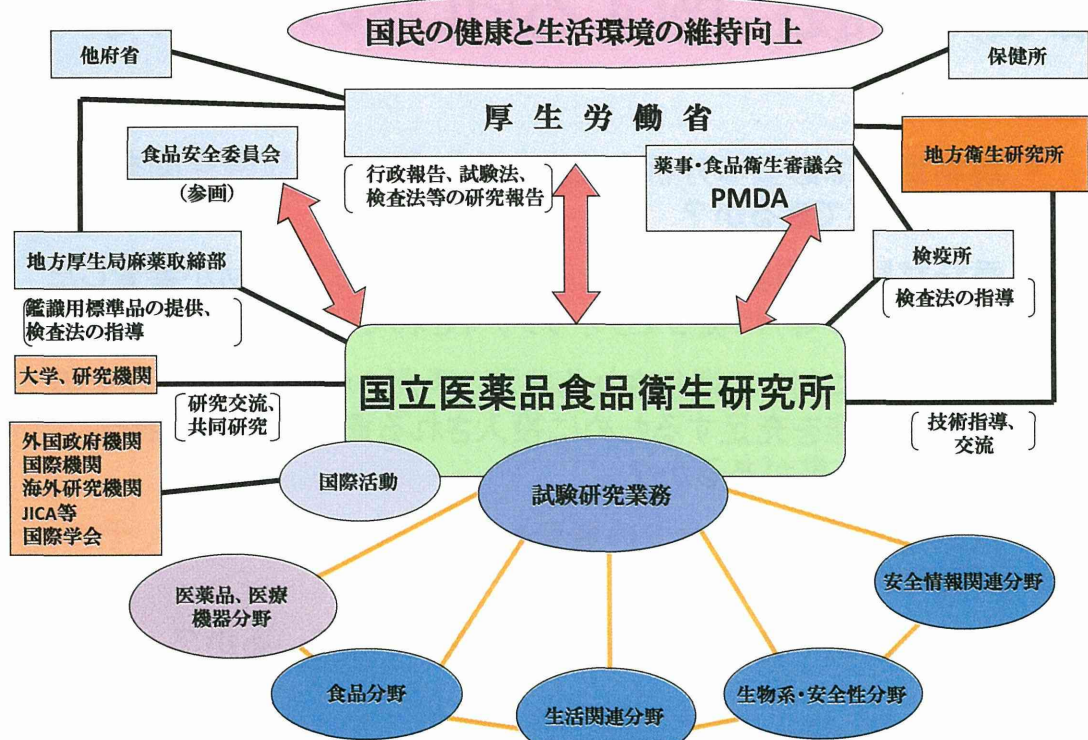 国民の健康と生活環境の維持向上
他府省
保健所
厚生労働省
食品安全委員会
(参画)
行政報告、試験法、
検査法等の研究報告
薬事・食品衛生審議会
PMDA
地方衛生研究所
地方厚生局麻薬取締部
鑑識用標準品の提供、
検査法の指導
検疫所
検査法の指導
大学、研究機関
研究交流、
共同研究
国立医薬品食品衛生研究所
技術指導、
交流
外国政府機関
国際機関
海外研究機関
JICA等
国際学会
国際活動
試験研究業務
医薬品、医療
機器分野
安全情報関連分野
食品分野
生活関連分野
生物系・安全性分野